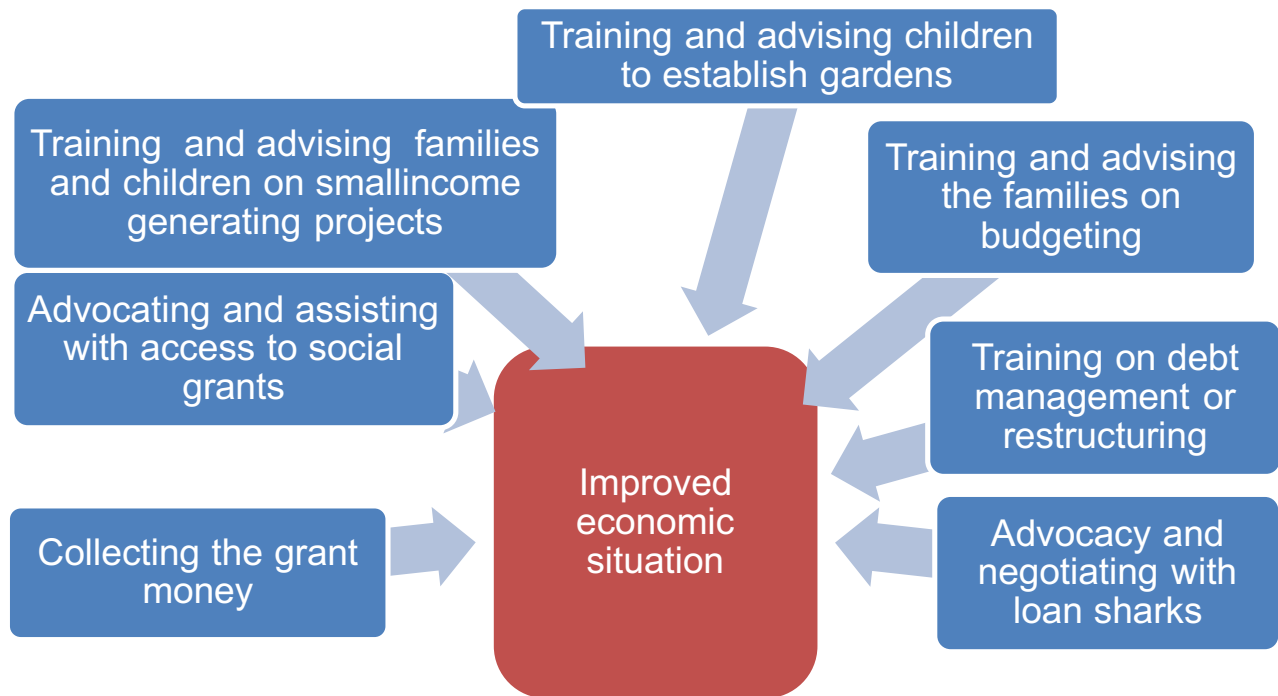 Training and advising children
to establish gardens
Training and advising families
and children on smallincome
generating projects
Training and advising
the families on
budgeting
Advocating and assisting
with access to social
grants
Training on debt
management or
restructuring
Improved
economic
situation
Collecting the grant
money
Advocacy and
negotiating with
loan sharks